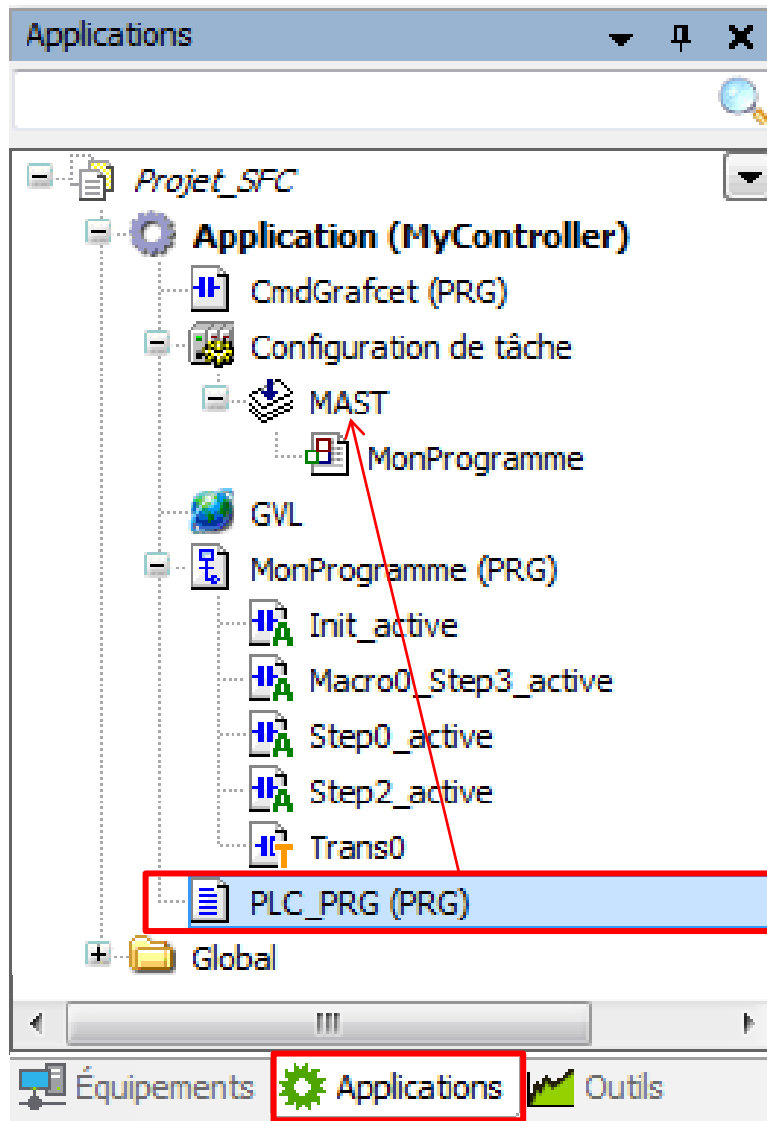 Applications
Projet_SFC
Application (MyController)
CmdGrafcet (PRG)
Configuration de tâche
MAST
MonProgramme
GVL
MonProgramme (PRG)
Init_active
Macro0_Step3_active
Step0_active
Step2_active
Trans0
PLC_PRG (PRG)
Global
Équipements Applications Outils